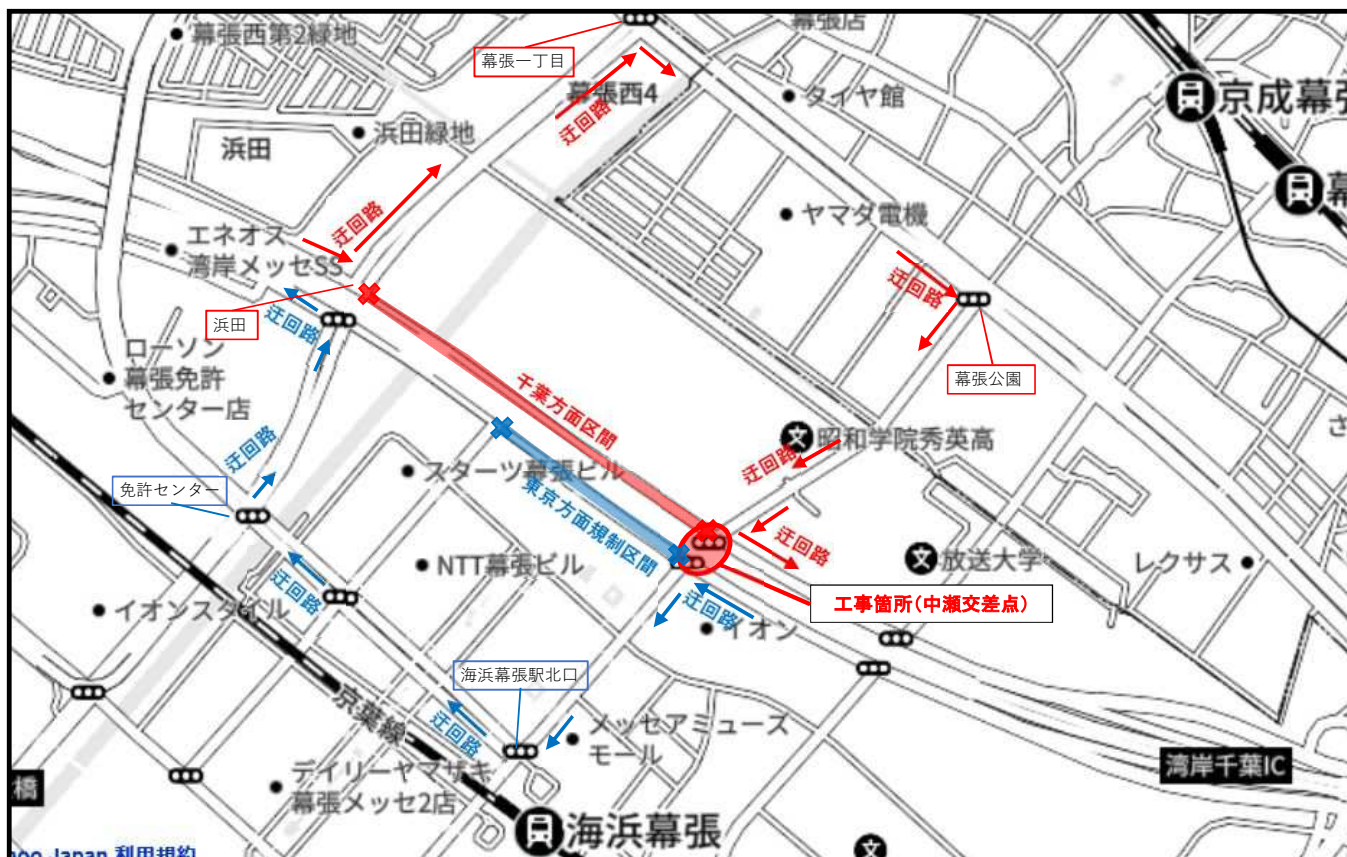 幕張西第2緑地
幕張一丁目
幕張店
幕張西4
迂回路
タイヤ館
京成幕張
浜田緑地
浜田
迂回路
ヤマダ電機
エネオス
湾岸メッセSS
迂回路
浜田
迂回路
幕張公園
ローソン
幕張免許
センター店
千葉方面区間
昭和学院秀英高
迂回路
迂回路
スターツ幕張ビル
免許センター
東京方面規制区間
迂回路
NTT幕張ビル
放送大学
レクサス
イオンスタイル
迂回路
迂回路
工事箇所(中瀬交差点)
イオン
海浜幕張駅北口
京葉線
迂回路
メッセアミューズ
モール
デイリーヤマザキ
幕張メッセ2店
湾岸千葉IC
橋
海浜幕張
Japan 利用規約